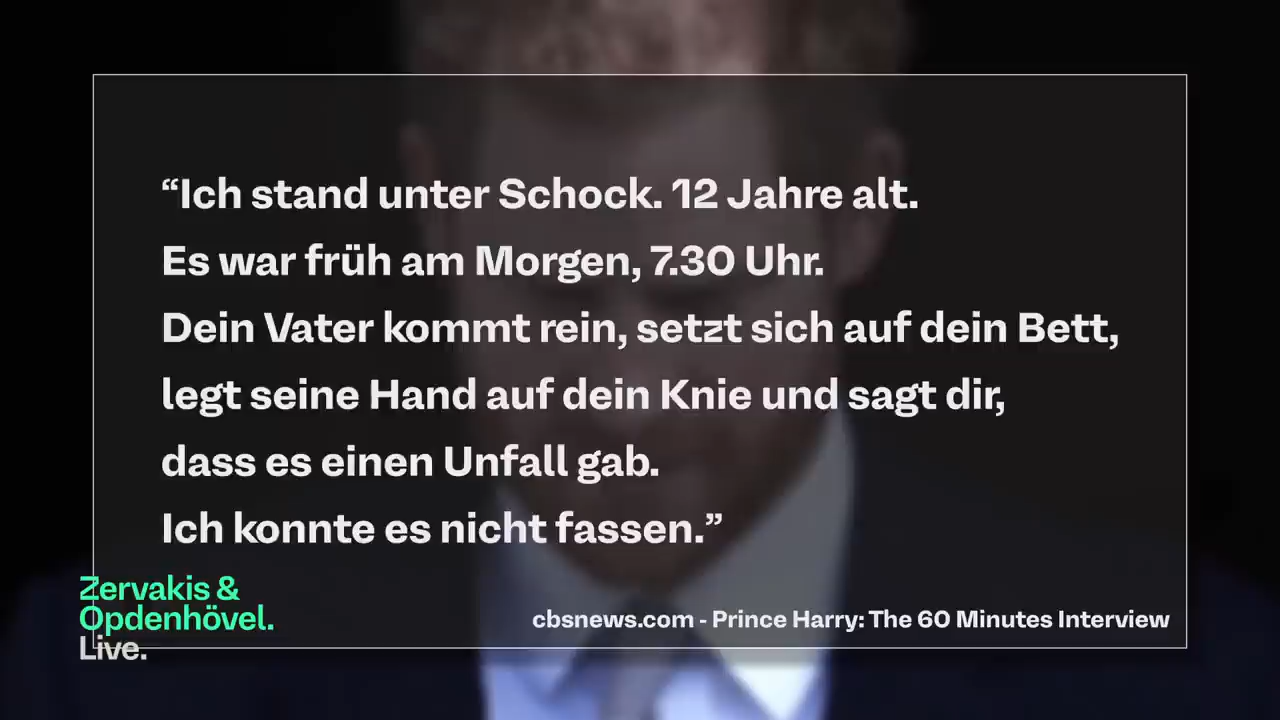 “Ich stand unter Schock. 12 Jahre alt.
Es war früh am Morgen, 7.30 Uhr.
Dein Vater kommt rein, setzt sich auf dein Bett,
legt seine Hand auf dein Knie und sagt dir,
dass es einen Unfall gab.
Ich konnte es nicht fassen.”
Zervakis &
Opdenhövel.
Live.
cbsnews.com - Prince Harry: The 60 Minutes Interview